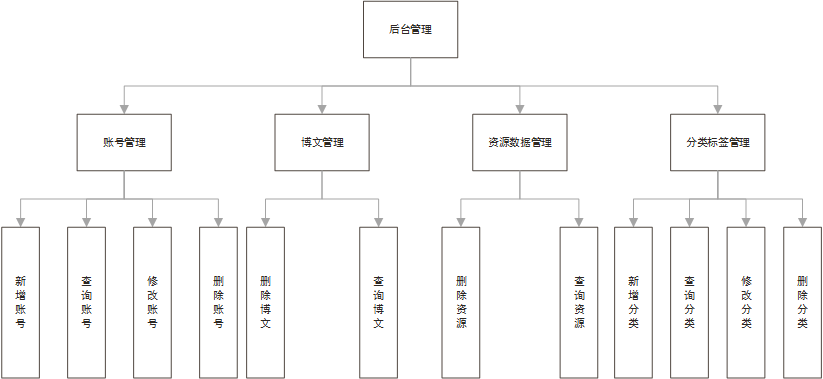 后台管理
账号管理
博文管理
资源数据管理
分类标签管理
新增账号
查询账号
修改账号
删除账号
删除博文
查询博文
删除资源
查询资源
新增分类
查询分类
修改分类
删除分类